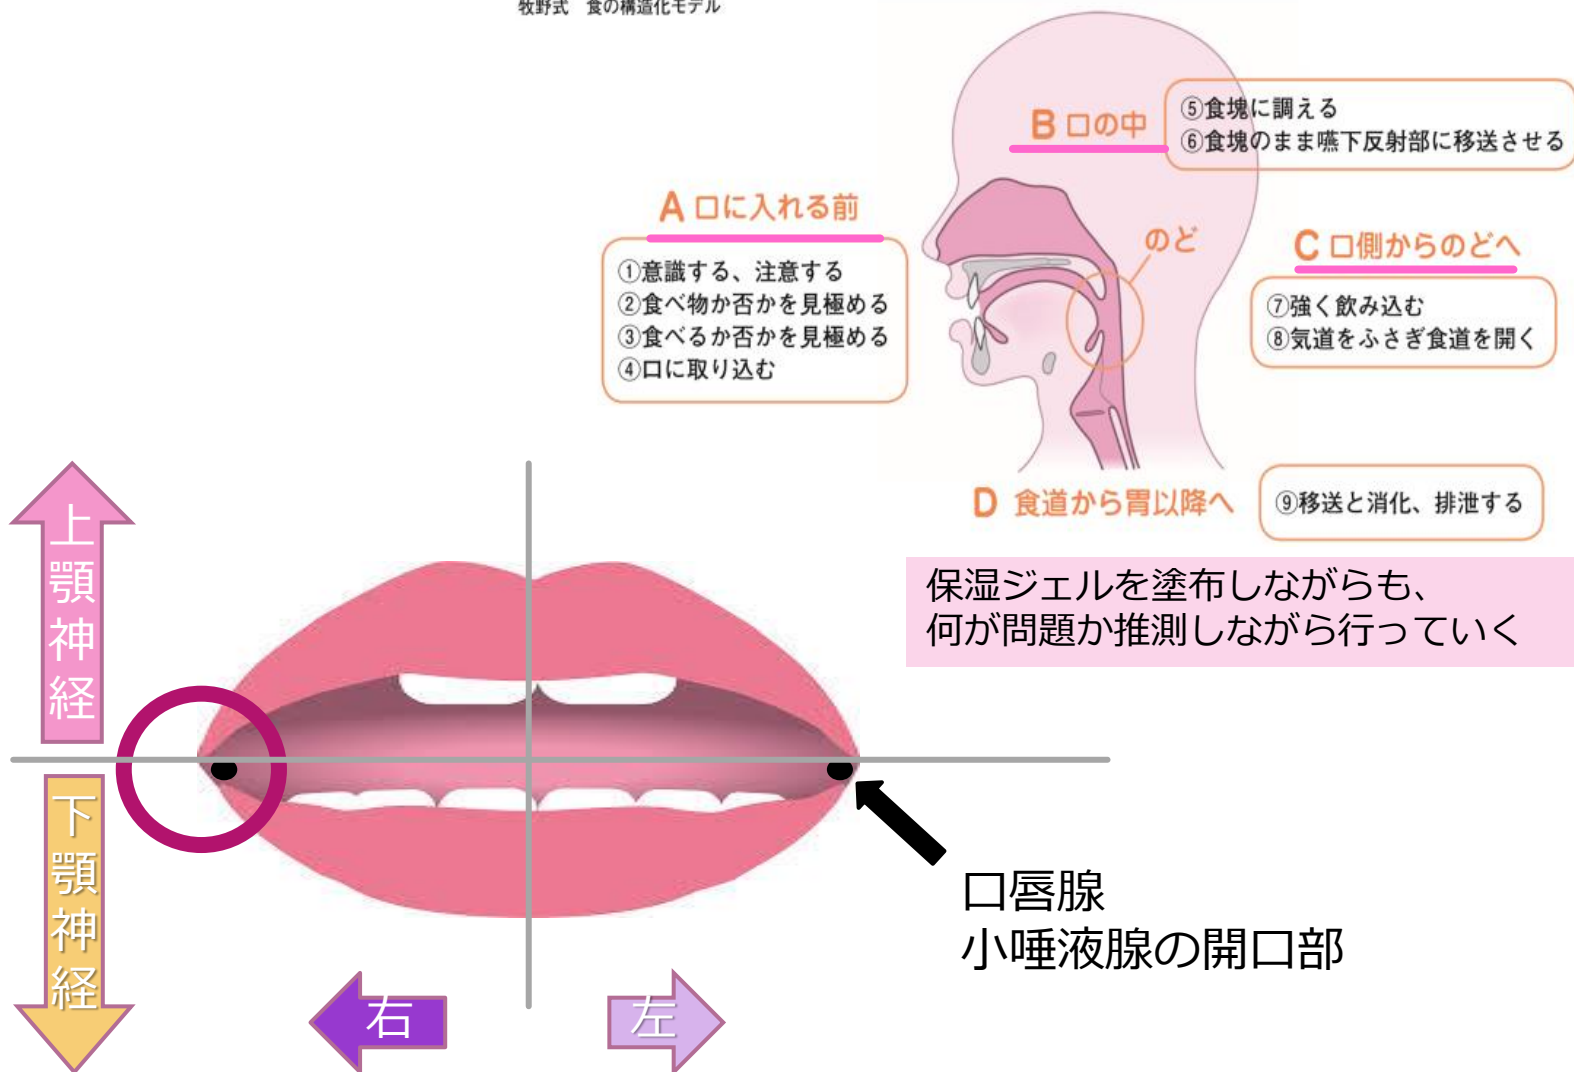 牧野式 食の構造化モデル
B 口の中
⑤食塊に調える
⑥食塊のまま嚥下反射部に移送させる
A 口に入れる前
①意識する、注意する
②食べ物か否かを見極める
③食べるか否かを見極める
④口に取り込む
のど
C 口側からのどへ
⑦強く飲み込む
⑧気道をふさぎ食道を開く
D 食道から胃以降へ
⑨移送と消化、排泄する
保湿ジェルを塗布しながらも、
何が問題か推測しながら行っていく
上顎神経
下顎神経
口唇腺
小唾液腺の開口部
右
左